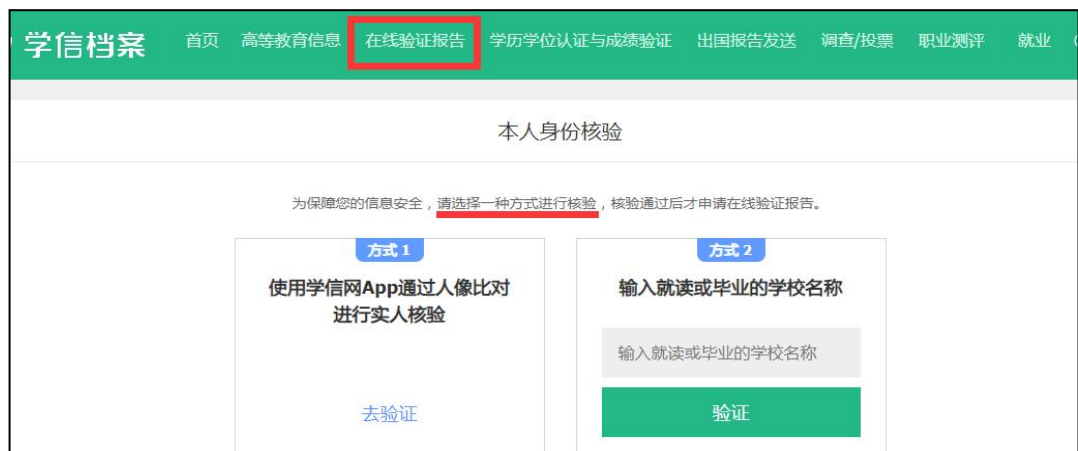 学信档案 首页 高等教育信息 在线验证报告 学历学位认证与成绩验证 出国报告发送 调查/投票 职业测评 就业
本人身份核验
为保障您的信息安全，请选择一种方式进行核验，核验通过后才申请在线验证报告。
方式 1
使用学信网App通过人像比对
进行实人核验
去验证
方式 2
输入就读或毕业的学校名称
输入就读或毕业的学校名称
验证